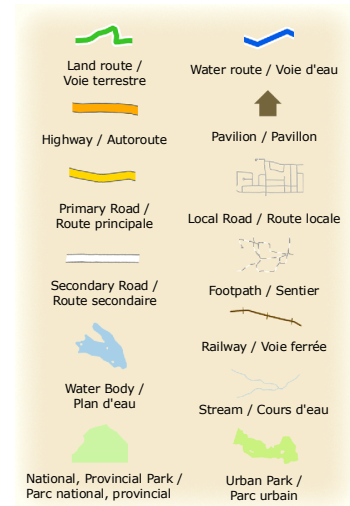 Land route /
Voie terrestre
Water route / Voie d'eau
Highway / Autoroute
Pavilion / Pavillon
Primary Road /
Route principale
Local Road / Route locale
Secondary Road /
Route secondaire
Footpath / Sentier
Railway / Voie ferrée
Water Body /
Plan d'eau
Stream / Cours d'eau
National, Provincial Park /
Parc national, provincial
Urban Park /
Parc urbain